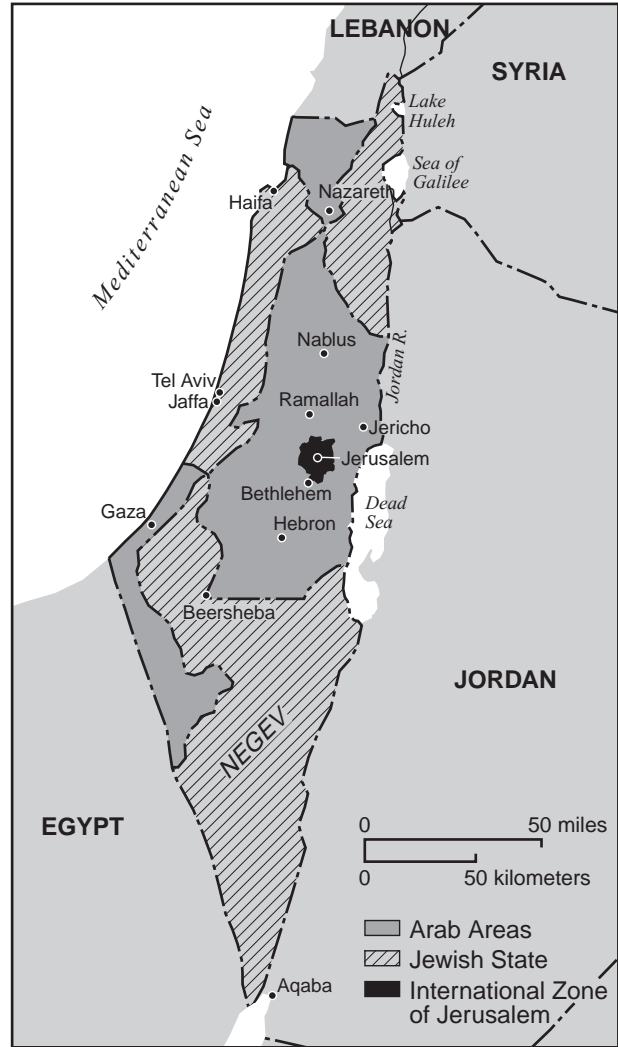 LEBANON
SYRIA
Lake
Huleh
Sea of
Galilee
Mediterranean Sea
Haifa
Nazareth
Nablus
Jordan R.
Tel Aviv
Jaffa
Ramallah
Jericho
Jerusalem
Bethlehem
Dead
Sea
Gaza
Hebron
Beersheba
JORDAN
NEGEV
EGYPT
0 50 miles
0 50 kilometers
Arab Areas
Jewish State
International Zone
of Jerusalem
Aqaba